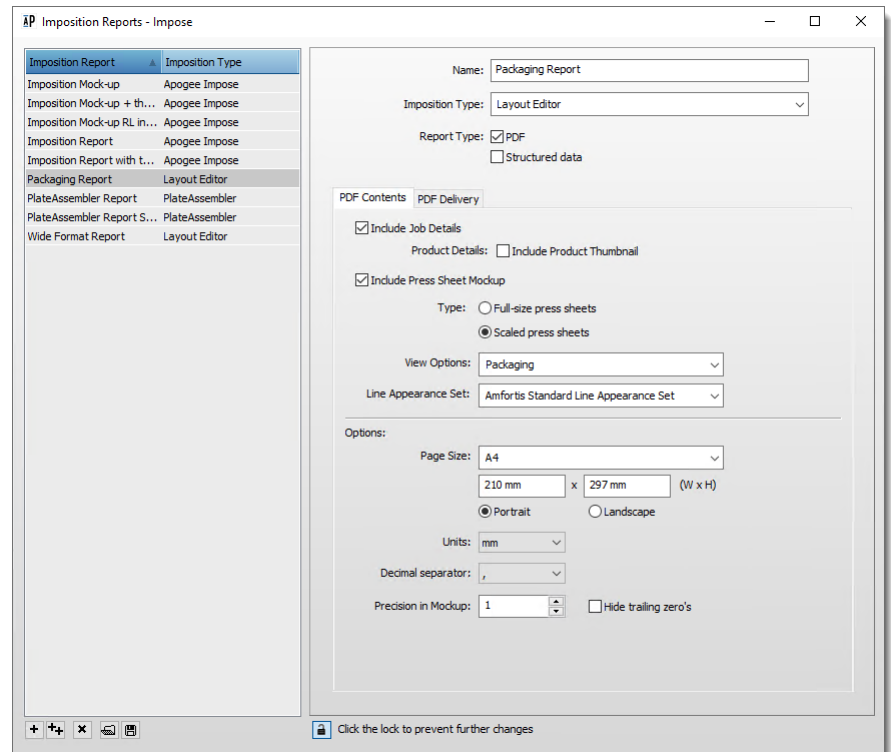 AP Imposition Reports - Impose
Imposition Report Imposition Type
Imposition Mock-up Apogee Impose
Imposition Mock-up + th... Apogee Impose
Imposition Mock-up RL in... Apogee Impose
Imposition Report Apogee Impose
Imposition Report with t... Apogee Impose
Packaging Report Layout Editor
PlateAssembler Report PlateAssembler
PlateAssembler Report S... PlateAssembler
Wide Format Report Layout Editor
Name: Packaging Report
Imposition Type: Layout Editor
Report Type: PDF
Structured data
PDF Contents PDF Delivery
Include Job Details
Product Details: Include Product Thumbnail
Include Press Sheet Mockup
Type: Full-size press sheets
Scaled press sheets
View Options: Packaging
Line Appearance Set: Amfortis Standard Line Appearance Set
Options:
Page Size: A4
210 mm x 297 mm (W x H)
Portrait Landscape
Units: mm
Decimal separator: ,
Precision in Mockup: 1 Hide trailing zero's
Click the lock to prevent further changes